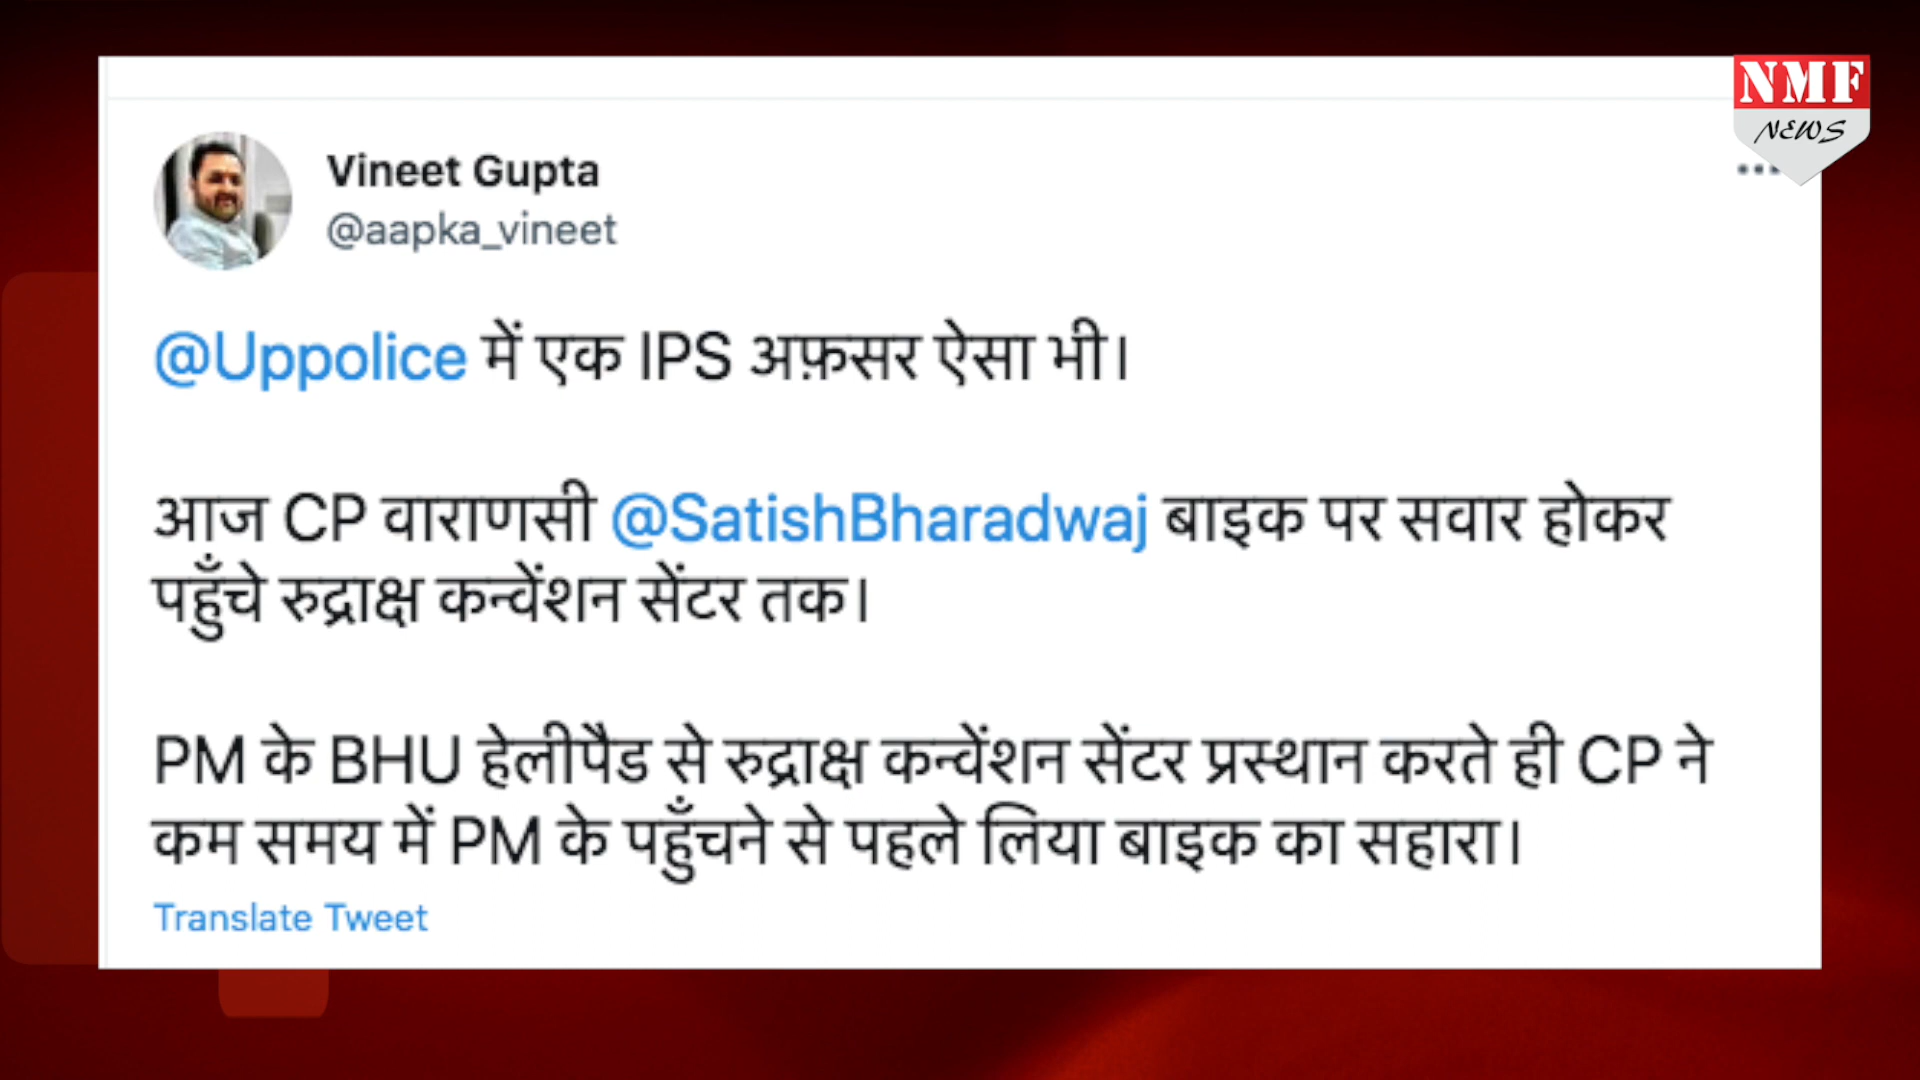 NMF
NEWS
Vineet Gupta
@aapka_vineet
@Uppolice में एक IPS अफ़सर ऐसा भी।
आज CP वाराणसी @SatishBharadwaj बाइक पर सवार होकर
पहुँचे रुद्राक्ष कन्वेंशन सेंटर तक।
PM के BHU हेलीपैड से रुद्राक्ष कन्वेंशन सेंटर प्रस्थान करते ही CP ने
कम समय में PM के पहुँचने से पहले लिया बाइक का सहारा।
Translate Tweet